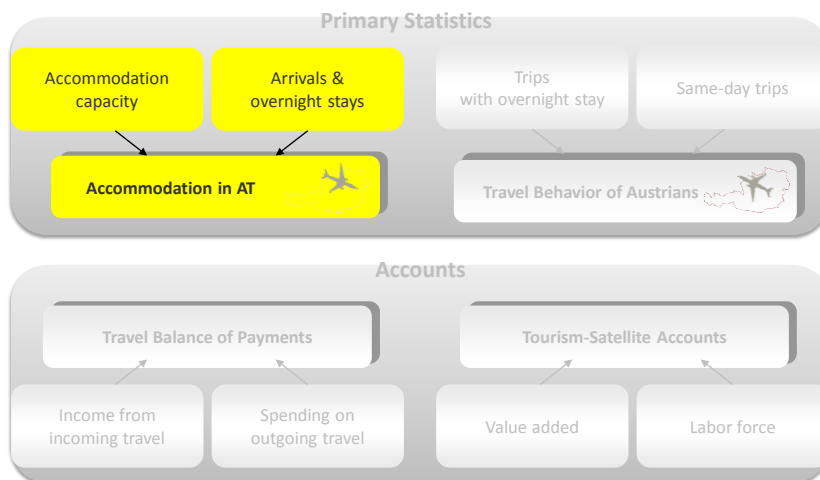 Primary Statistics
Accommodation
capacity
Arrivals &
overnight stays
Trips
with overnight stay
Same-day trips
Accommodation in AT
Travel Behavior of Austrians
Accounts
Travel Balance of Payments
Tourism-Satellite Accounts
Income from
incoming travel
Spending on
outgoing travel
Value added
Labor force